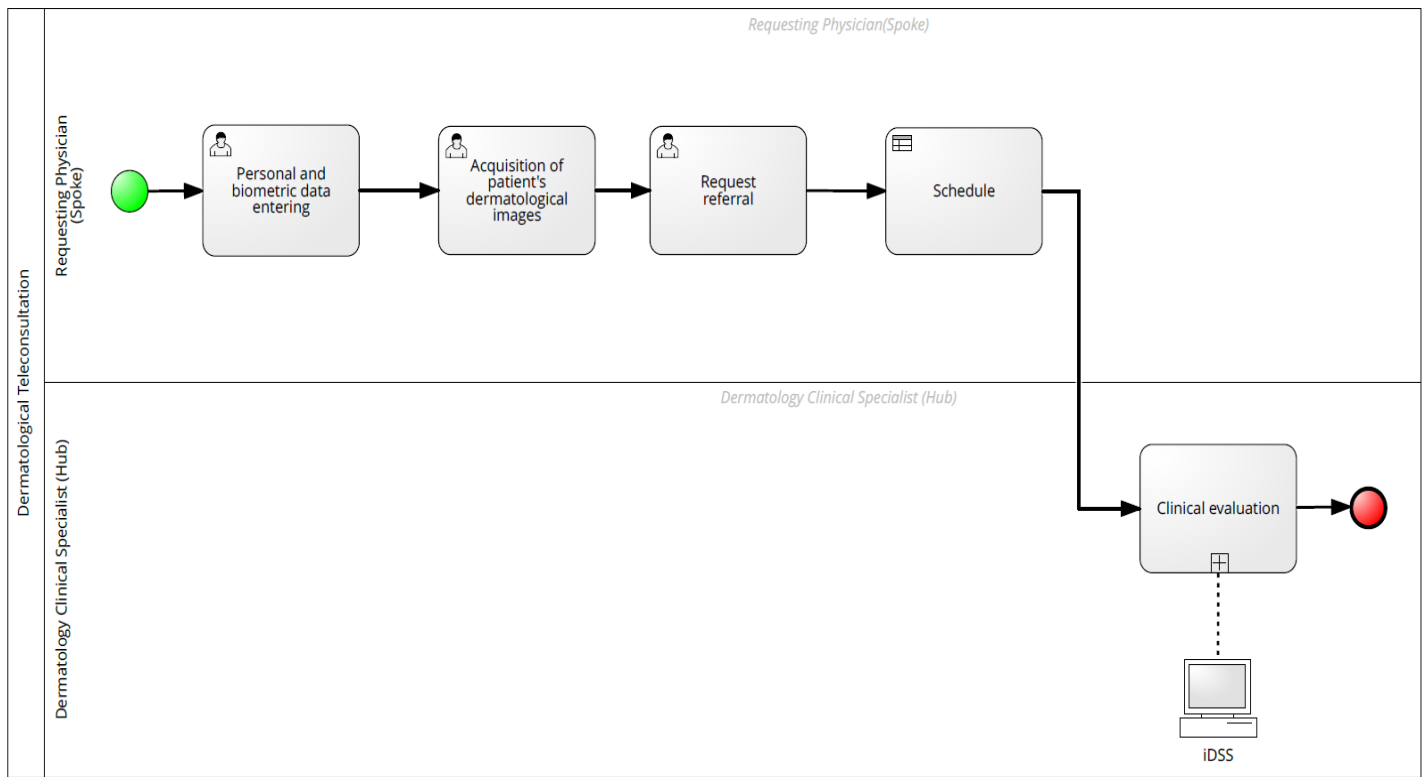 Dermatological Teleconsultation
Requesting Physician
(Spoke)
Requesting Physician(Spoke)
Personal and
biometric data
entering
Acquisition of
patient's
dermatological
images
Request
referral
Schedule
Dermatology Clinical Specialist (Hub)
Dermatology Clinical Specialist (Hub)
Clinical evaluation
iDSS